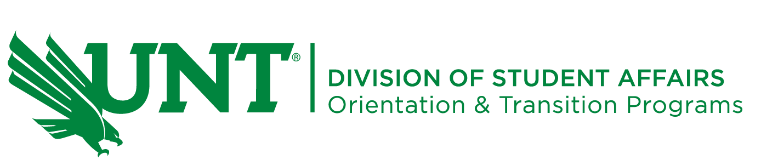 UNT®
DIVISION OF STUDENT AFFAIRS
Orientation & Transition Programs